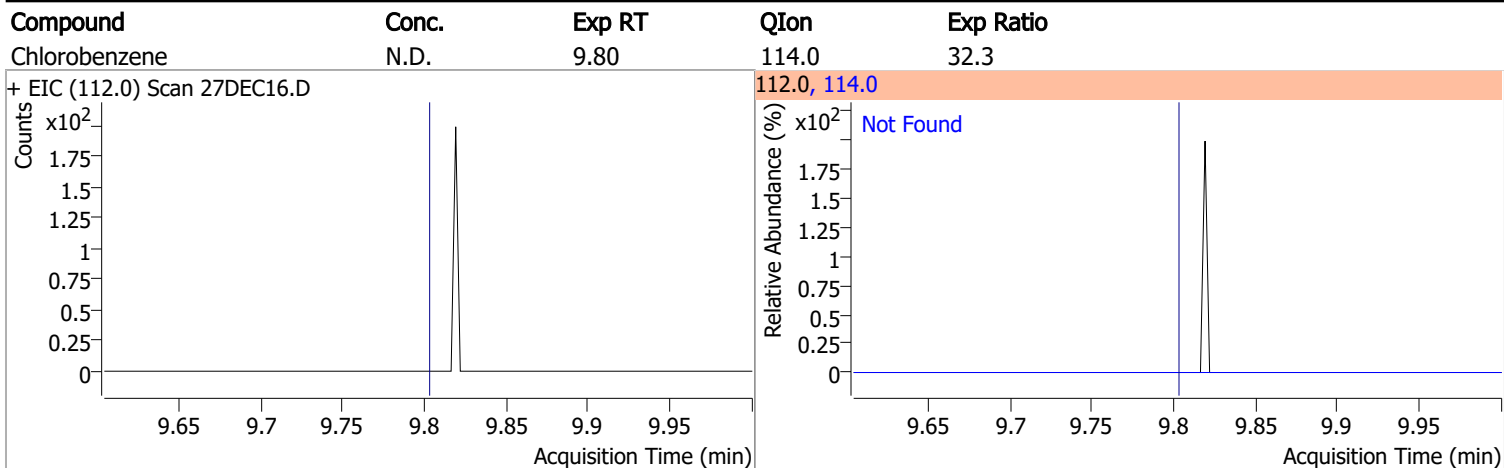 Compound Conc. Exp RT QIon Exp Ratio
Chlorobenzene N.D. 9.80 114.0 32.3
+ EIC (112.0) Scan 27DEC16.D
Counts
x10²
1.75
1.5
1.25
1
0.75
0.5
0.25
0
9.65 9.7 9.75 9.8 9.85 9.9 9.95
Acquisition Time (min)
112.0, 114.0
Relative Abundance (%)
x10²
Not Found
1.75
1.5
1.25
1
0.75
0.5
0.25
0
9.65 9.7 9.75 9.8 9.85 9.9 9.95
Acquisition Time (min)